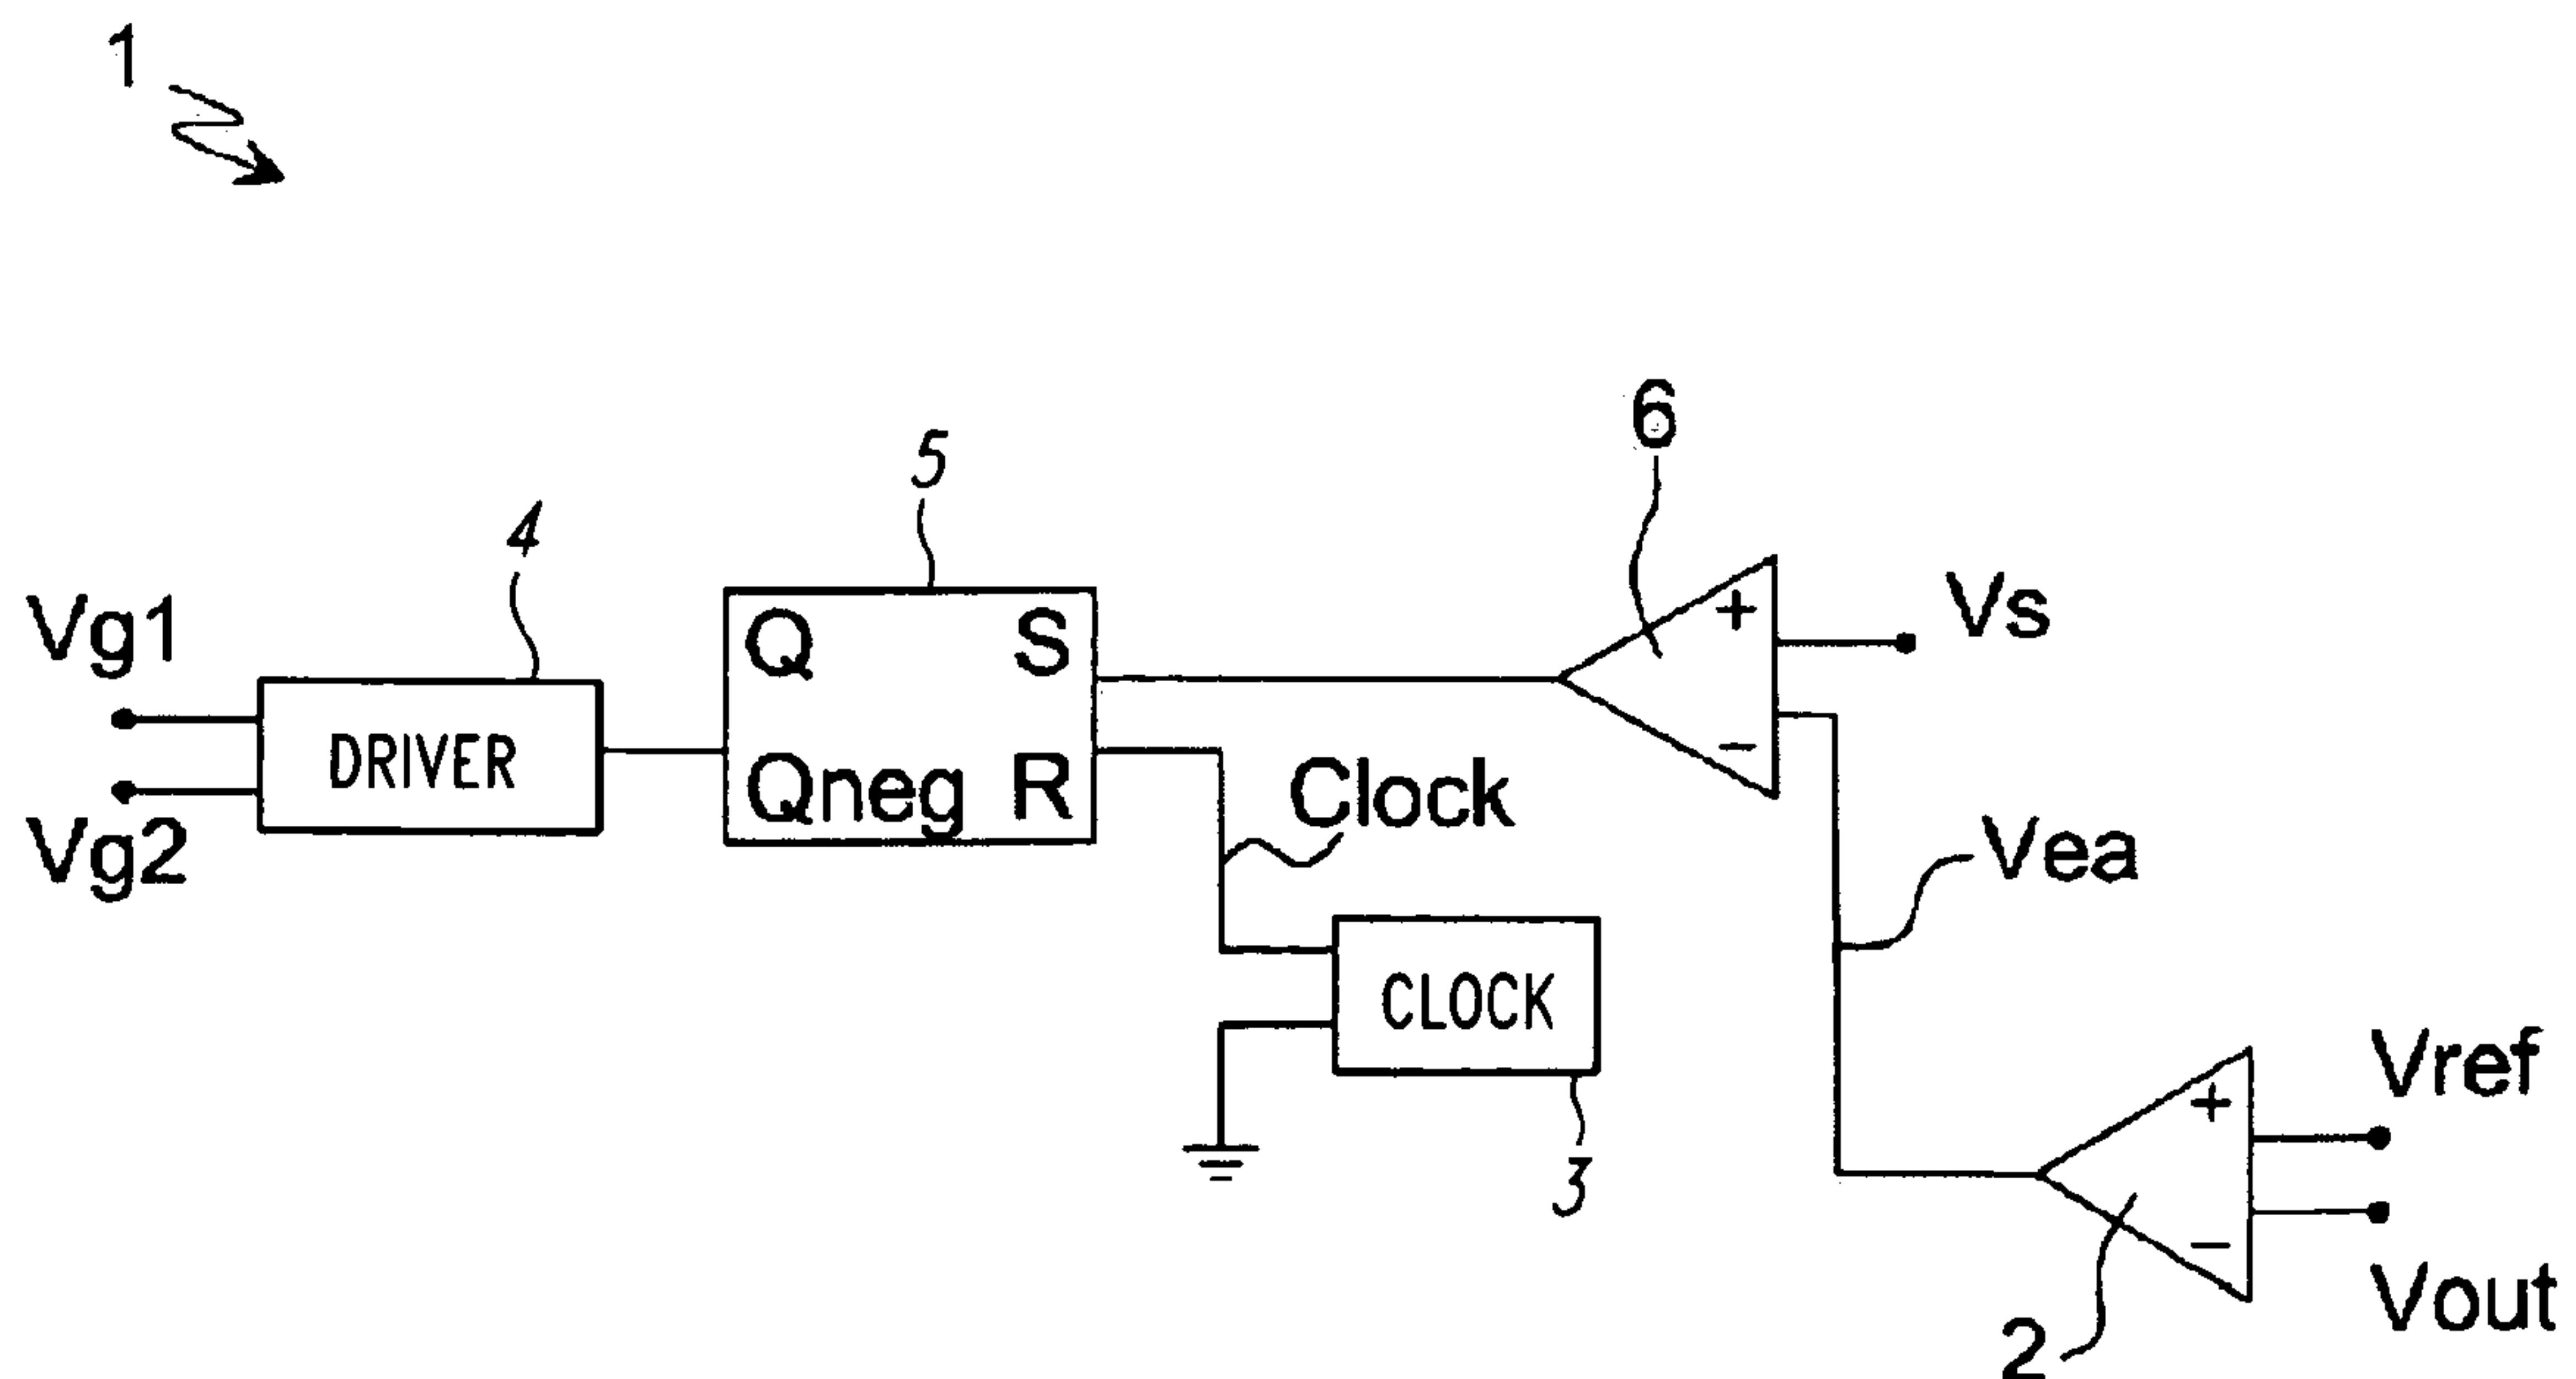 1
6
5
4
Vg1
Q
S
+
Vs
DRIVER
Qneg
R
−
Clock
Vg2
Vea
CLOCK
Vref
+
3
−
Vout
2